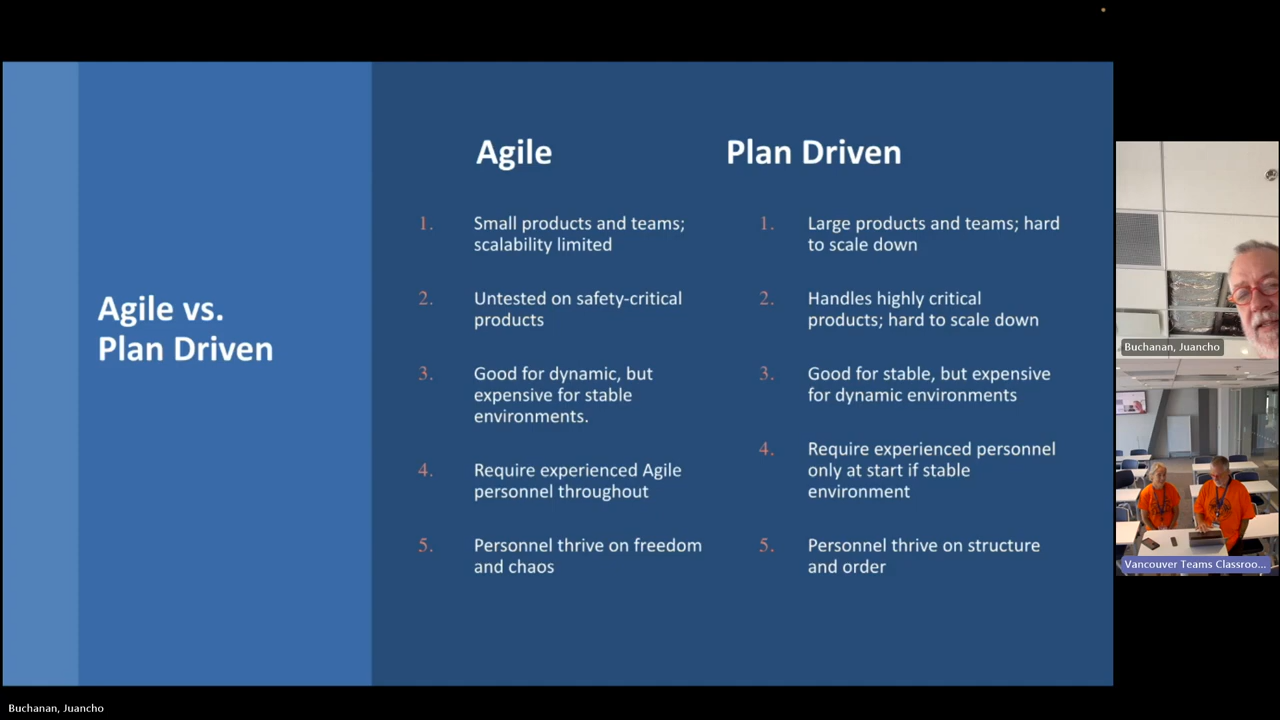 Agile vs.
Plan Driven
Agile
1. Small products and teams;
scalability limited
2. Untested on safety-critical
products
3. Good for dynamic, but
expensive for stable
environments.
4. Require experienced Agile
personnel throughout
5. Personnel thrive on freedom
and chaos
Plan Driven
1. Large products and teams; hard
to scale down
2. Handles highly critical
products; hard to scale down
3. Good for stable, but expensive
for dynamic environments
4. Require experienced personnel
only at start if stable
environment
5. Personnel thrive on structure
and order
Buchanan, Juancho
Vancouver Teams Classroo...
Buchanan, Juancho